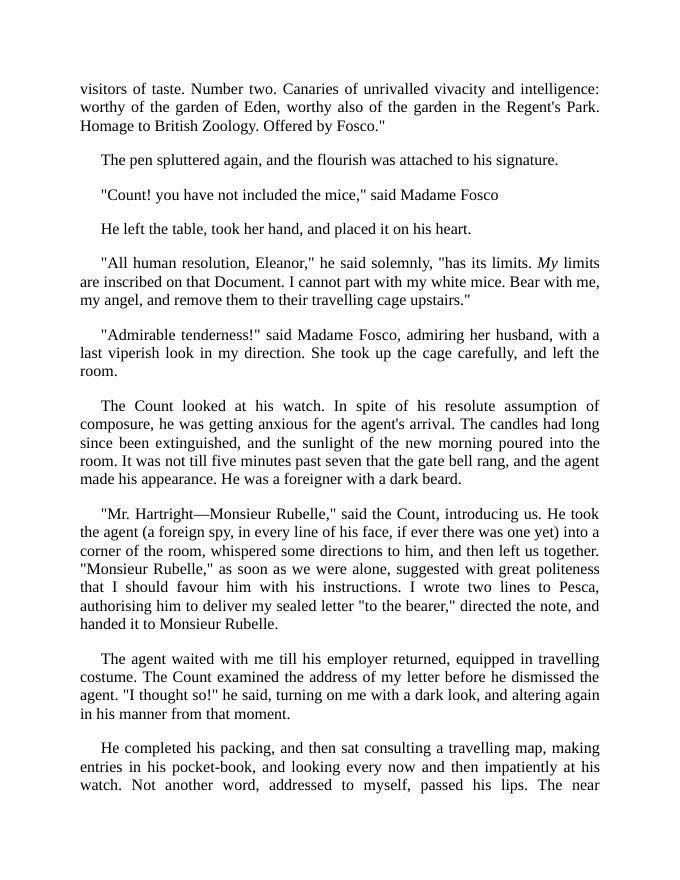 visitors of taste. Number two. Canaries of unrivalled vivacity and intelligence:
worthy of the garden of Eden, worthy also of the garden in the Regent's Park.
Homage to British Zoology. Offered by Fosco."
The pen spluttered again, and the flourish was attached to his signature.
"Count! you have not included the mice," said Madame Fosco
He left the table, took her hand, and placed it on his heart.
"All human resolution, Eleanor," he said solemnly, "has its limits. My limits
are inscribed on that Document. I cannot part with my white mice. Bear with me,
my angel, and remove them to their travelling cage upstairs."
"Admirable tenderness!" said Madame Fosco, admiring her husband, with a
last viperish look in my direction. She took up the cage carefully, and left the
room.
The Count looked at his watch. In spite of his resolute assumption of
composure, he was getting anxious for the agent's arrival. The candles had long
since been extinguished, and the sunlight of the new morning poured into the
room. It was not till five minutes past seven that the gate bell rang, and the agent
made his appearance. He was a foreigner with a dark beard.
"Mr. Hartright—Monsieur Rubelle," said the Count, introducing us. He took
the agent (a foreign spy, in every line of his face, if ever there was one yet) into a
corner of the room, whispered some directions to him, and then left us together.
"Monsieur Rubelle," as soon as we were alone, suggested with great politeness
that I should favour him with his instructions. I wrote two lines to Pesca,
authorising him to deliver my sealed letter "to the bearer," directed the note, and
handed it to Monsieur Rubelle.
The agent waited with me till his employer returned, equipped in travelling
costume. The Count examined the address of my letter before he dismissed the
agent. "I thought so!" he said, turning on me with a dark look, and altering again
in his manner from that moment.
He completed his packing, and then sat consulting a travelling map, making
entries in his pocket-book, and looking every now and then impatiently at his
watch. Not another word, addressed to myself, passed his lips. The near